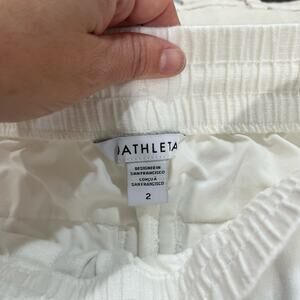 ATHLETA
DESIGNED IN
SAN FRANCISCO
CONÇU À
SAN FRANCISCO
2